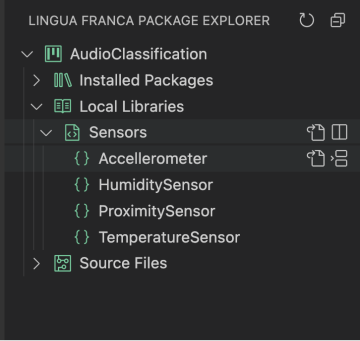 LINGUA FRANCA PACKAGE EXPLORER
AudioClassification
Installed Packages
Local Libraries
Sensors
Accellerometer
HumiditySensor
ProximitySensor
TemperatureSensor
Source Files